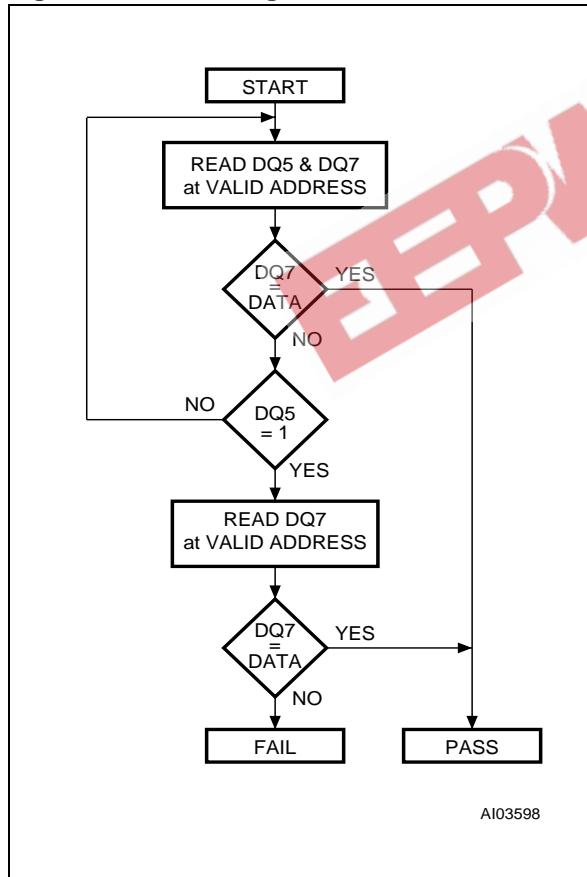 START
READ DQ5 & DQ7
at VALID ADDRESS
DQ7
=
DATA
YES
NO
DQ5
= 1
NO
YES
READ DQ7
at VALID ADDRESS
DQ7
=
DATA
YES
NO
FAIL
PASS
AI03598